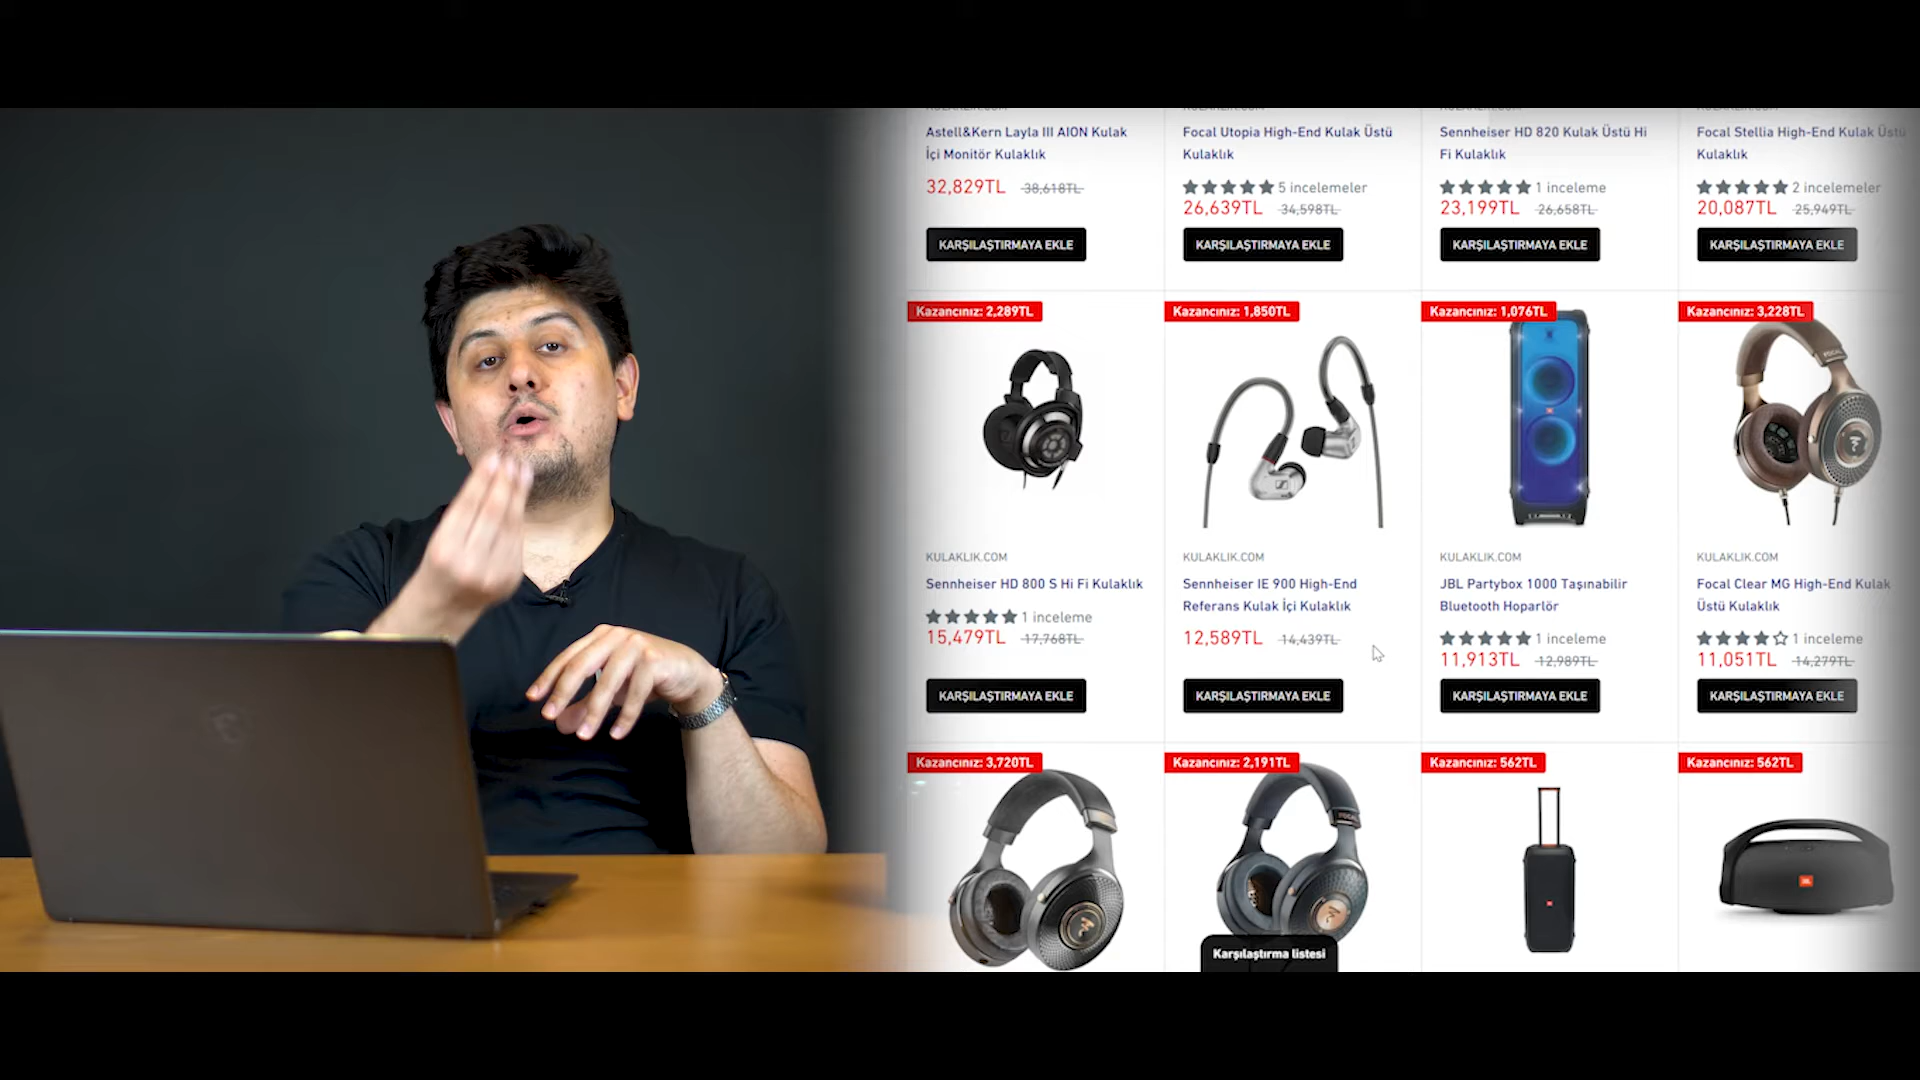 Astell&Kern Layla III AION Kulak
İçi Monitör Kulaklık
32,829TL 38,618TL
KARŞILAŞTIRMAYA EKLE
Focal Utopia High-End Kulak Üstü
Kulaklık
5 incelemeler
26,639TL 34,598TL
KARŞILAŞTIRMAYA EKLE
Sennheiser HD 820 Kulak Üstü Hi
Fi Kulaklık
1 inceleme
23,199TL 26,658TL
KARŞILAŞTIRMAYA EKLE
Focal Stellia High-End Kulak Üstü
Kulaklık
2 incelemeler
20,087TL 25,949TL
KARŞILAŞTIRMAYA EKLE
Kazancınız: 2,289TL
KULAKLIK.COM
Sennheiser HD 800 S Hi Fi Kulaklık
1 inceleme
15,479TL 17,768TL
KARŞILAŞTIRMAYA EKLE
Kazancınız: 1,850TL
KULAKLIK.COM
Sennheiser IE 900 High-End
Referans Kulak İçi Kulaklık
12,589TL 14,439TL
KARŞILAŞTIRMAYA EKLE
Kazancınız: 1,076TL
KULAKLIK.COM
JBL Partybox 1000 Taşınabilir
Bluetooth Hoparlör
1 inceleme
11,913TL 12,989TL
KARŞILAŞTIRMAYA EKLE
Kazancınız: 3,228TL
KULAKLIK.COM
Focal Clear MG High-End Kulak
Üstü Kulaklık
1 inceleme
11,051TL 14,279TL
KARŞILAŞTIRMAYA EKLE
Kazancınız: 3,720TL
Kazancınız: 2,191TL
Kazancınız: 562TL
Kazancınız: 562TL
Karşılaştırma listesi